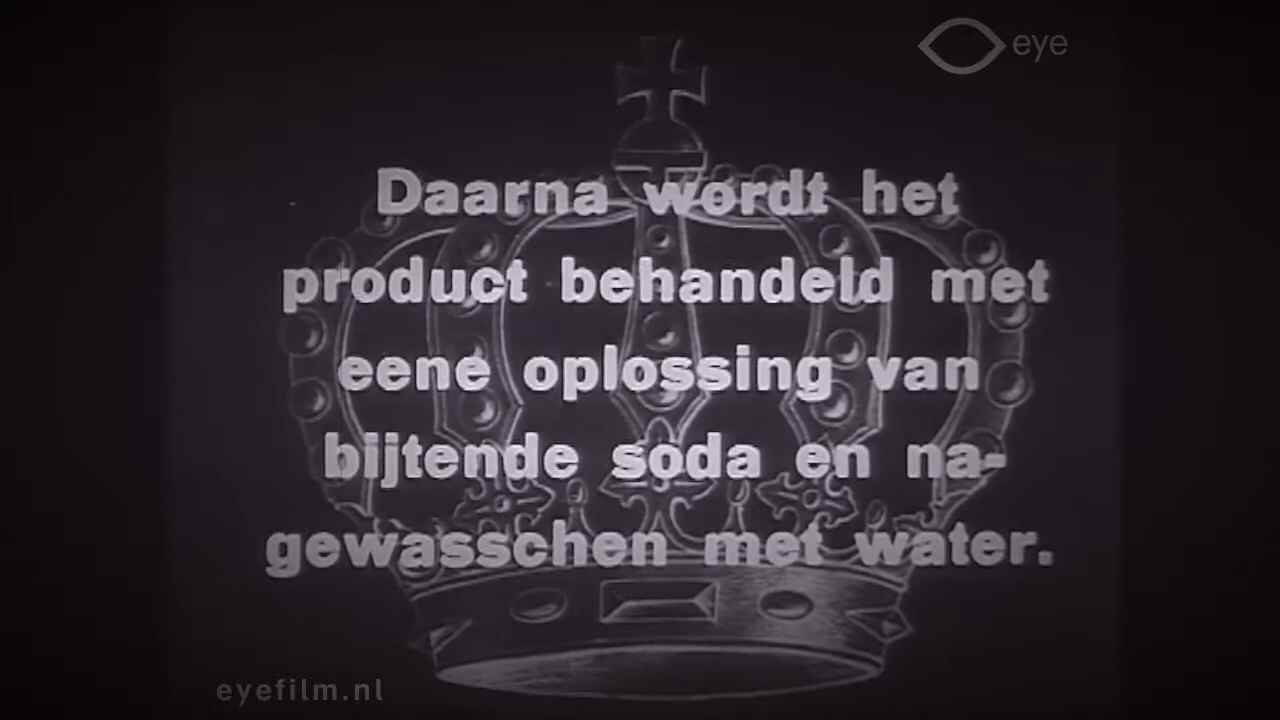 eye
Daarna wordt het
product behandeld met
eene oplossing van
bijtende soda en na-
gewasschen met water.
eyefilm.nl